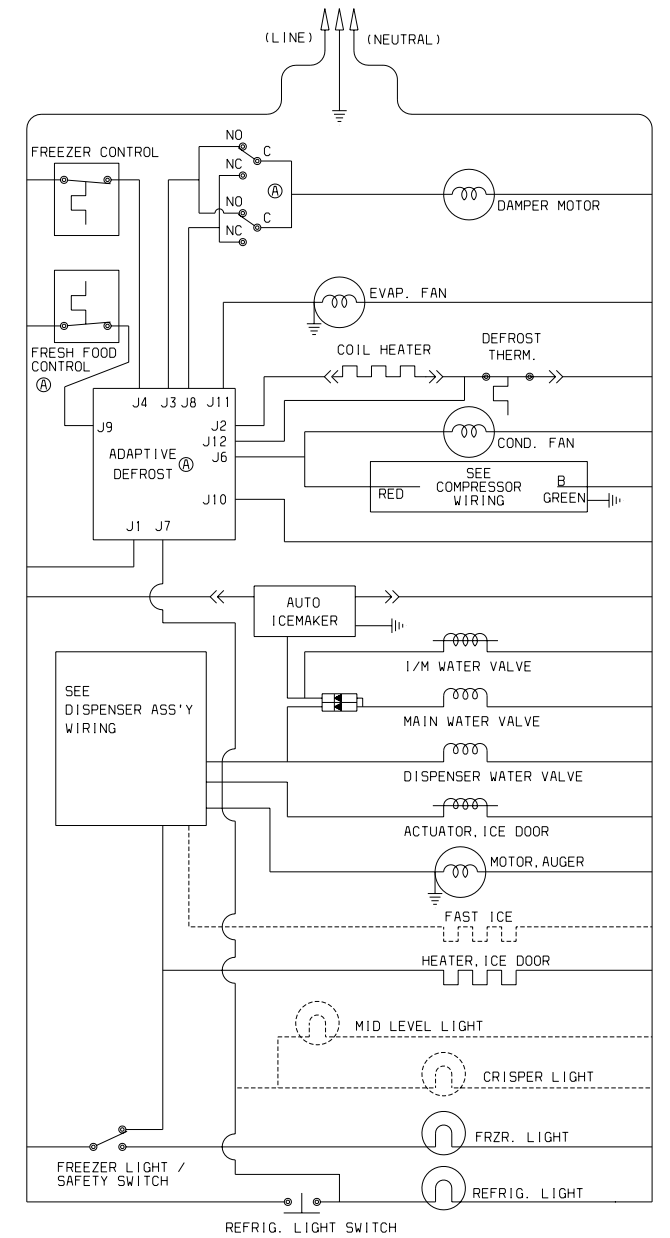 (LINE)
(NEUTRAL)
FREEZER CONTROL
NO
C
NC
A
NO
C
NC
DAMPER MOTOR
EVAP. FAN
FRESH FOOD
CONTROL
A
COIL HEATER
DEFROST
THERM.
J4 J3 J8 J11
J9
J2
J12
J6
J10
J1 J7
ADAPTIVE
DEFROST
A
COND. FAN
RED
SEE
COMPRESSOR
WIRING
B
GREEN
AUTO
ICEMAKER
I/M WATER VALVE
SEE
DISPENSER ASS'Y
WIRING
MAIN WATER VALVE
DISPENSER WATER VALVE
ACTUATOR, ICE DOOR
MOTOR, AUGER
FAST ICE
HEATER, ICE DOOR
MID LEVEL LIGHT
CRISPER LIGHT
FRZR. LIGHT
FREEZER LIGHT /
SAFETY SWITCH
REFRIG. LIGHT
REFRIG. LIGHT SWITCH